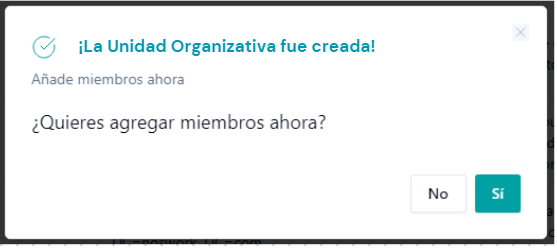 ¡La Unidad Organizativa fue creada!
Añade miembros ahora
¿Quieres agregar miembros ahora?
No
Sí